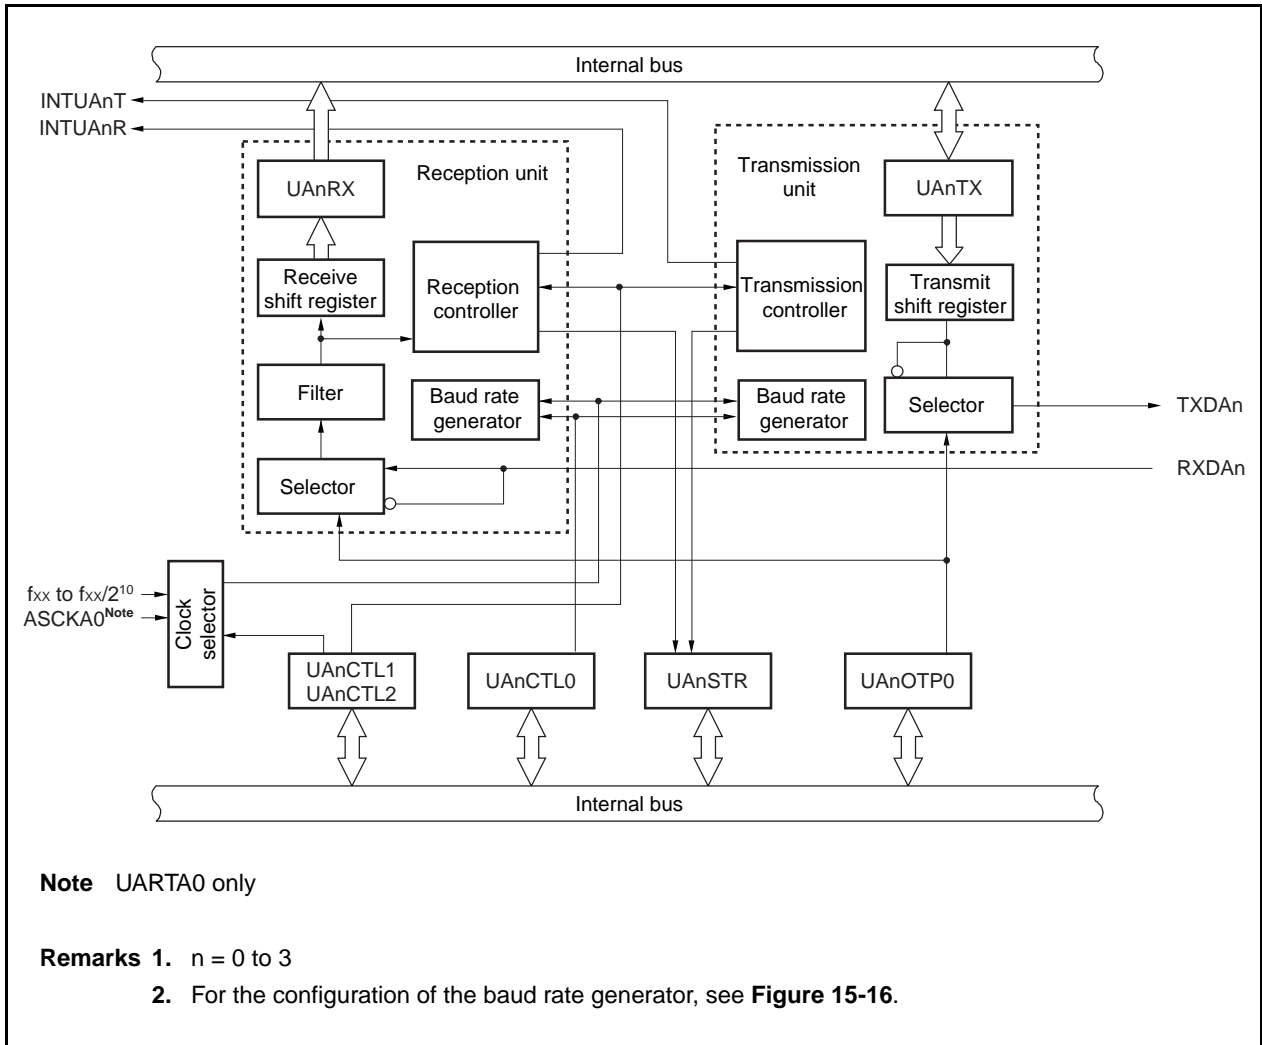 Internal bus
INTUAnT
INTUAnR
Reception unit
UAnRX
Receive
shift register
Reception
controller
Filter
Baud rate
generator
Selector
Transmission
unit
UAnTX
Transmission
controller
Transmit
shift register
Baud rate
generator
Selector
TXDAn
RXDAn
fxx to fxx/2¹⁰
ASCKA0Note
Clock
selector
UAnCTL1
UAnCTL2
UAnCTL0
UAnSTR
UAnOTP0
Internal bus
Note UARTA0 only
Remarks 1. n = 0 to 3
2. For the configuration of the baud rate generator, see Figure 15-16.